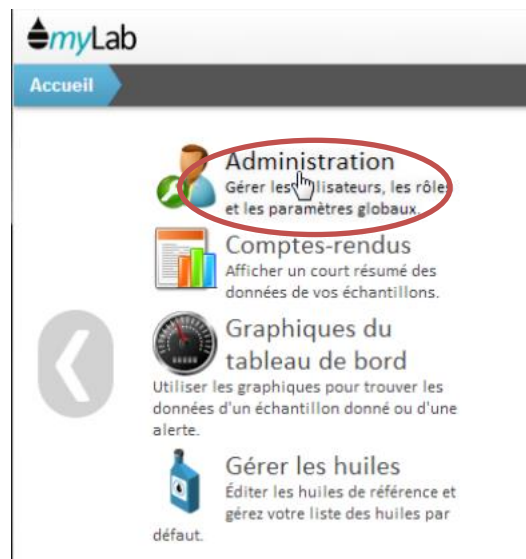 myLab
Accueil
Administration
Gérer les utilisateurs, les rôles
et les paramètres globaux.
Comptes-rendus
Afficher un court résumé des
données de vos échantillons.
Graphiques du
tableau de bord
Utiliser les graphiques pour trouver les
données d'un échantillon donné ou d'une
alerte.
Gérer les huiles
Éditer les huiles de référence et
gérez votre liste des huiles par
défaut.